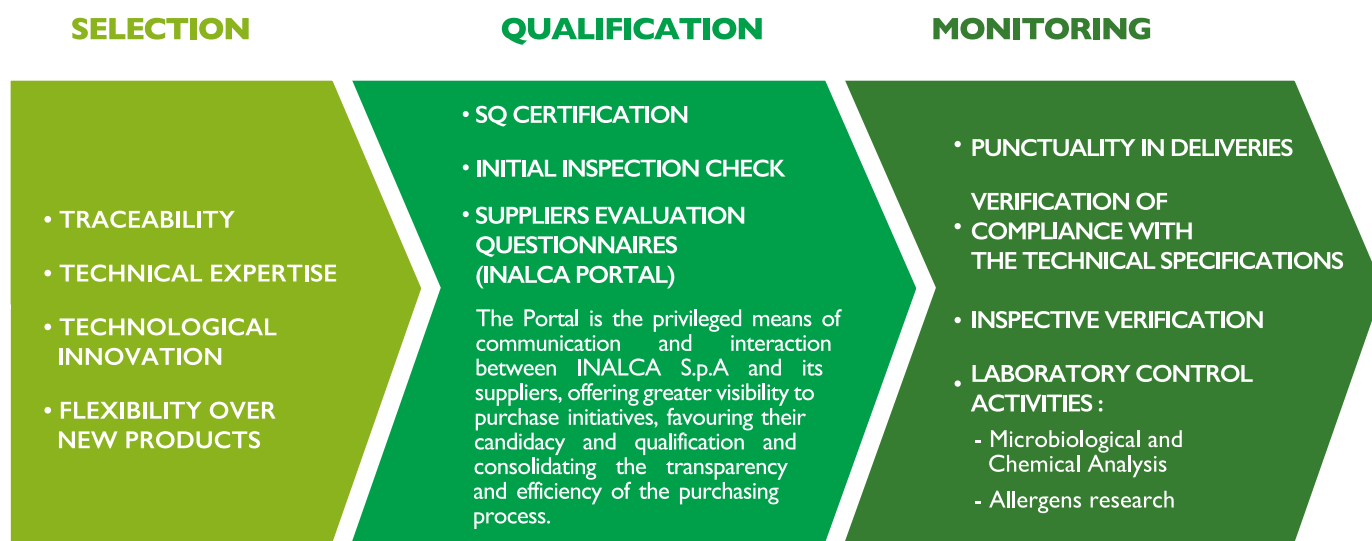 SELECTION
• TRACEABILITY
• TECHNICAL EXPERTISE
• TECHNOLOGICAL
INNOVATION
• FLEXIBILITY OVER
NEW PRODUCTS
QUALIFICATION
• SQ CERTIFICATION
• INITIAL INSPECTION CHECK
• SUPPLIERS EVALUATION
QUESTIONNAIRES
(INALCA PORTAL)
The Portal is the privileged means of
communication and interaction
between INALCA S.p.A and its
suppliers, offering greater visibility to
purchase initiatives, favouring their
candidacy and qualification and
consolidating the transparency
and efficiency of the purchasing
process.
MONITORING
• PUNCTUALITY IN DELIVERIES
VERIFICATION OF
• COMPLIANCE WITH
THE TECHNICAL SPECIFICATIONS
• INSPECTIVE VERIFICATION
• LABORATORY CONTROL
ACTIVITIES :
- Microbiological and
Chemical Analysis
- Allergens research